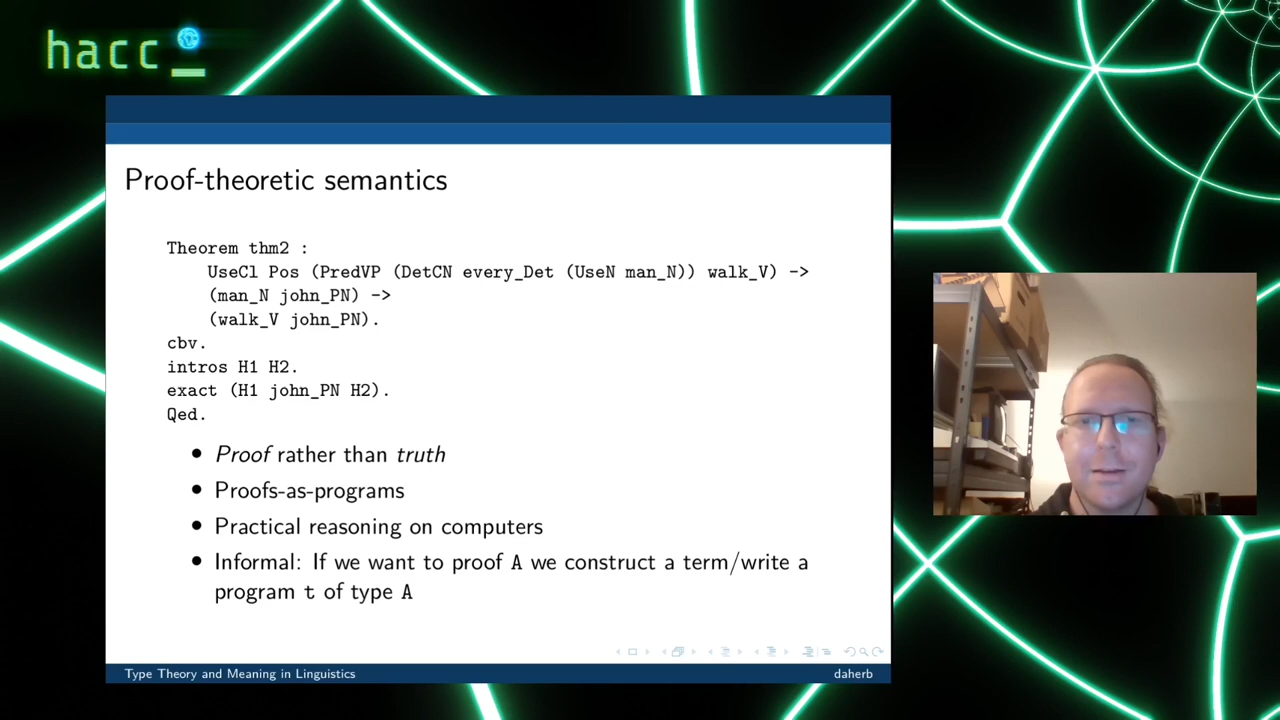 hacc
Proof-theoretic semantics
Theorem thm2 :
UseCl Pos (PredVP (DetCN every_Det (UseN man_N)) walk_V) ->
(man_N john_PN) ->
(walk_V john_PN).
cbv.
intros H1 H2.
exact (H1 john_PN H2).
Qed.
• Proof rather than truth
• Proofs-as-programs
• Practical reasoning on computers
• Informal: If we want to proof A we construct a term/write a
program t of type A
Type Theory and Meaning in Linguistics
daherb